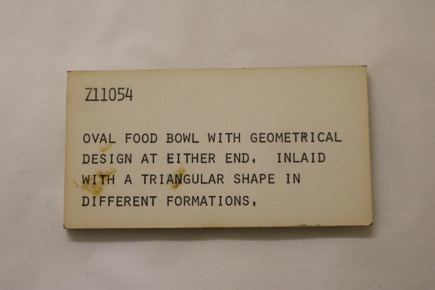 Z11054
OVAL FOOD BOWL WITH GEOMETRICAL
DESIGN AT EITHER END, INLAID
WITH A TRIANGULAR SHAPE IN
DIFFERENT FORMATIONS,